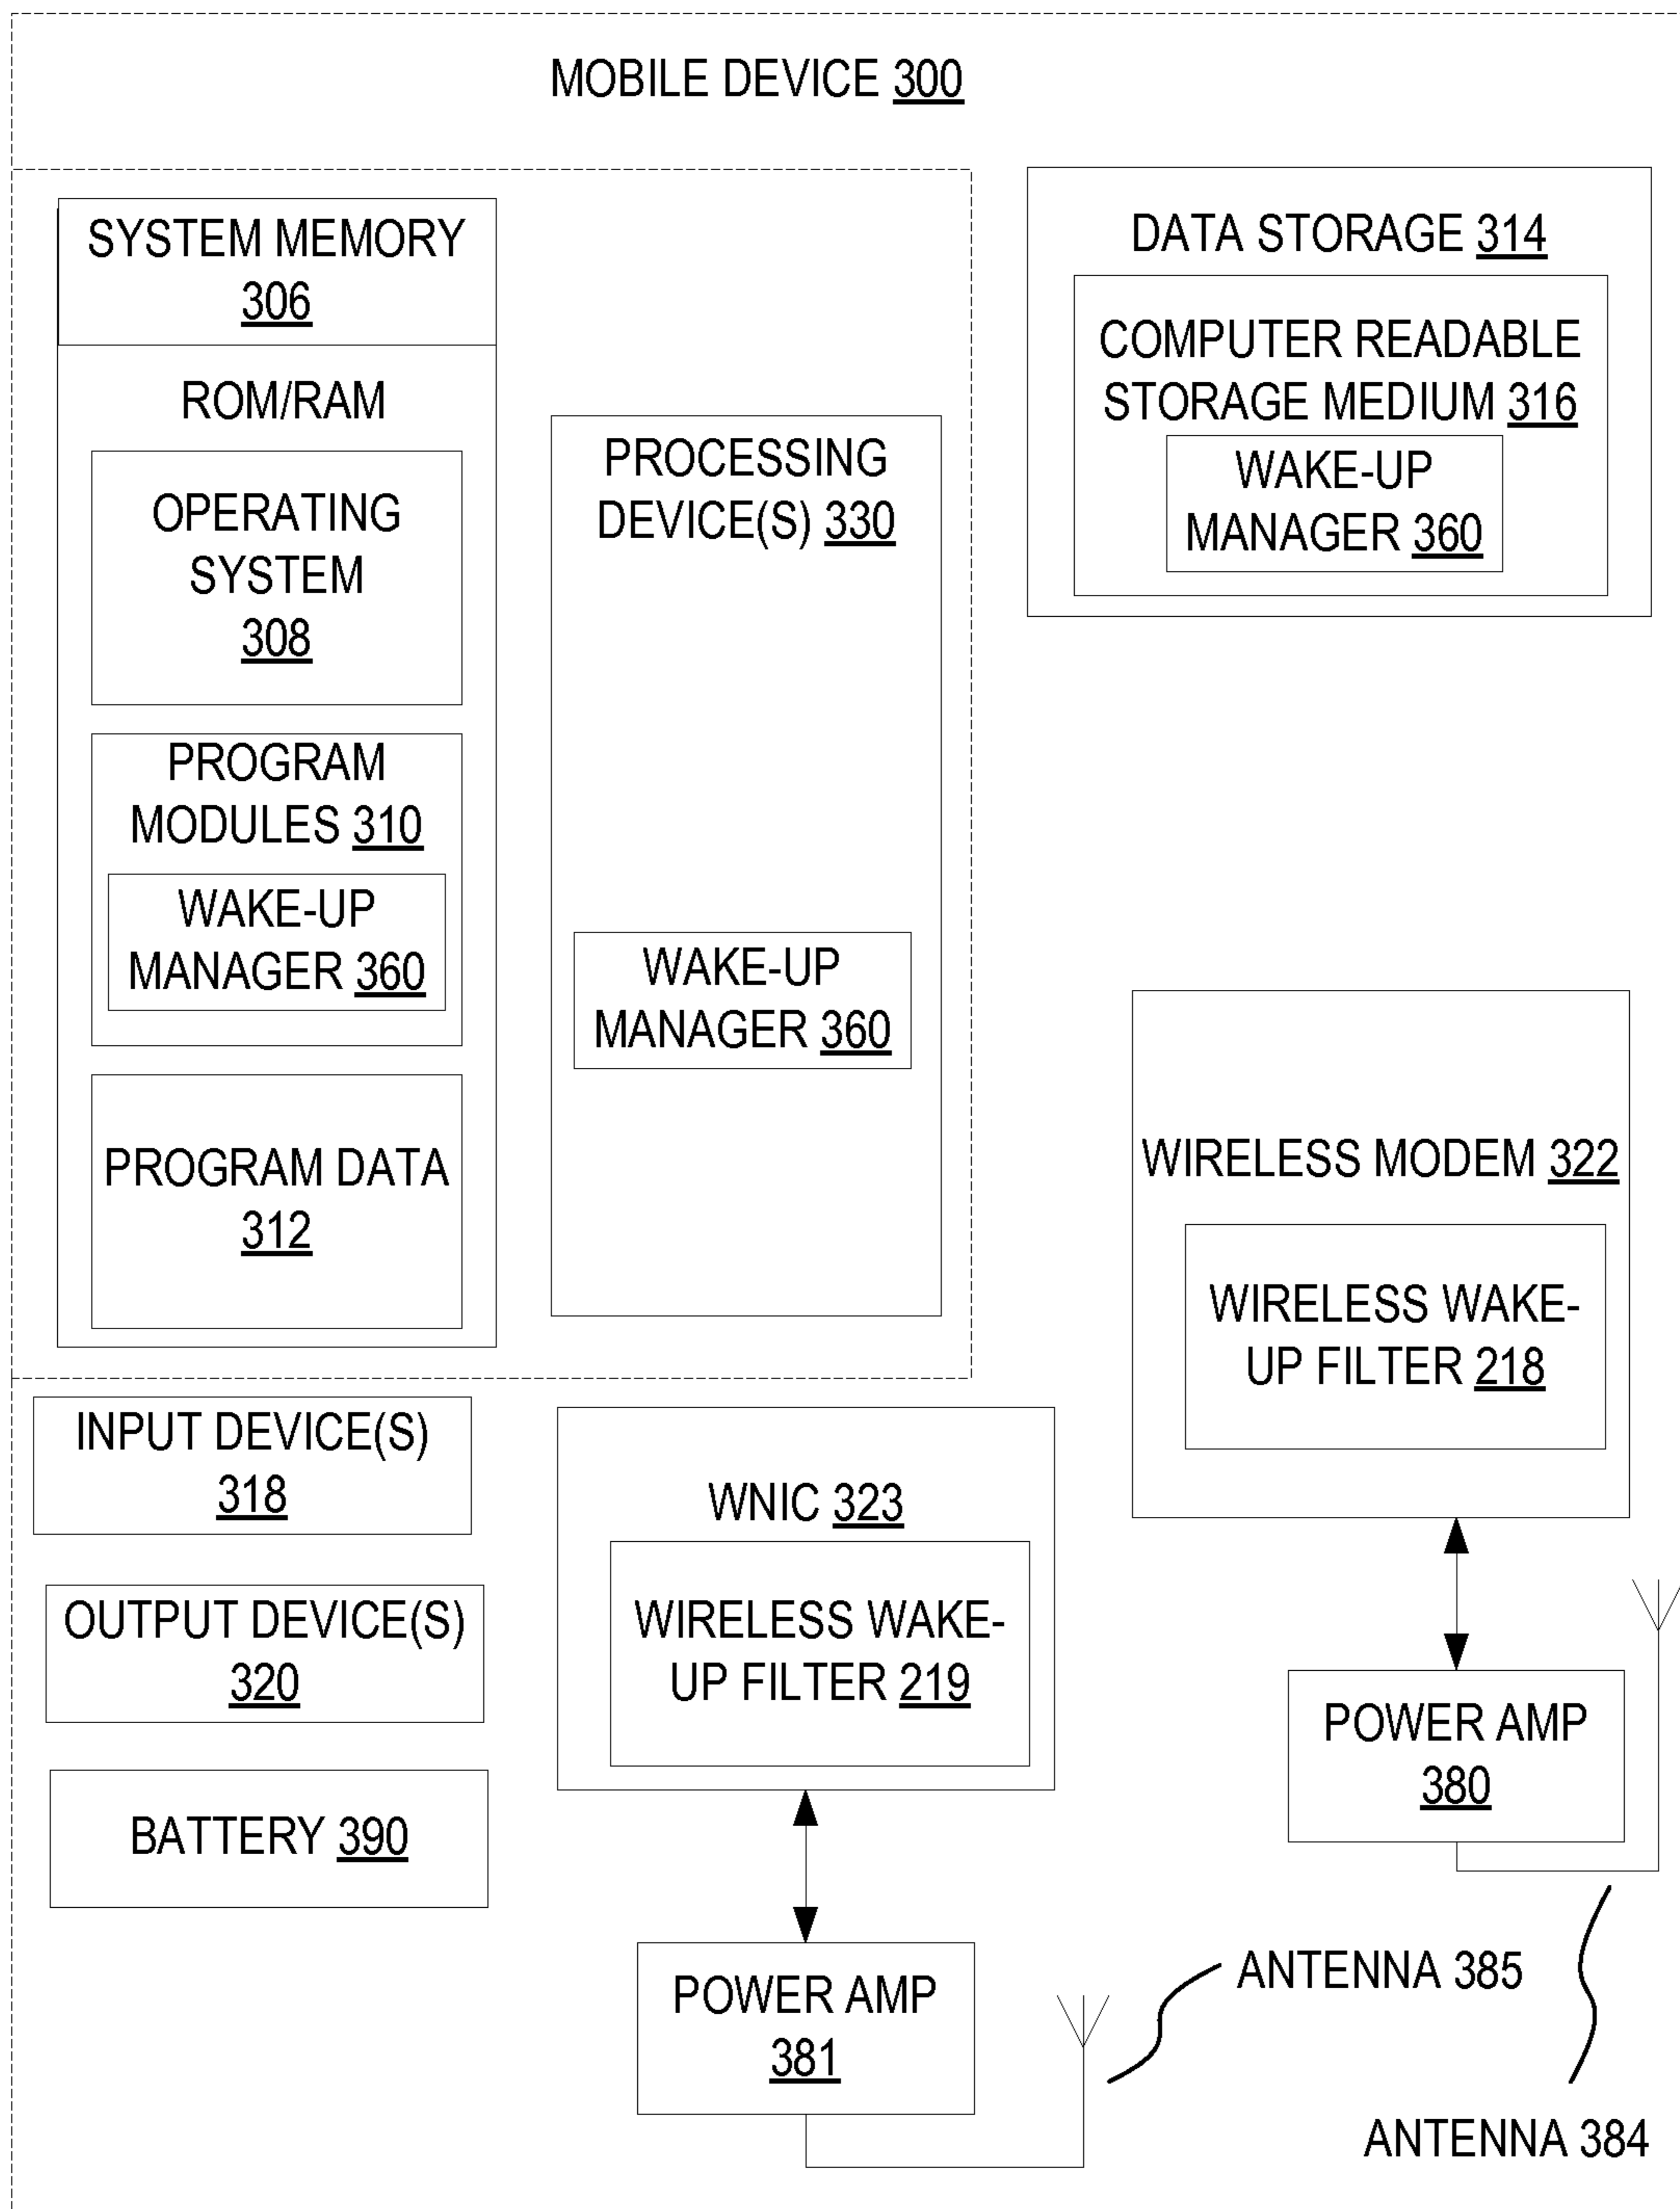 MOBILE DEVICE 300
SYSTEM MEMORY
306
ROM/RAM
OPERATING
SYSTEM
308
PROGRAM
MODULES 310
WAKE-UP
MANAGER 360
PROGRAM DATA
312
PROCESSING
DEVICE(S) 330
WAKE-UP
MANAGER 360
DATA STORAGE 314
COMPUTER READABLE
STORAGE MEDIUM 316
WAKE-UP
MANAGER 360
WIRELESS MODEM 322
WIRELESS WAKE-
UP FILTER 218
INPUT DEVICE(S)
318
OUTPUT DEVICE(S)
320
BATTERY 390
WNIC 323
WIRELESS WAKE-
UP FILTER 219
POWER AMP
380
POWER AMP
381
ANTENNA 385
ANTENNA 384